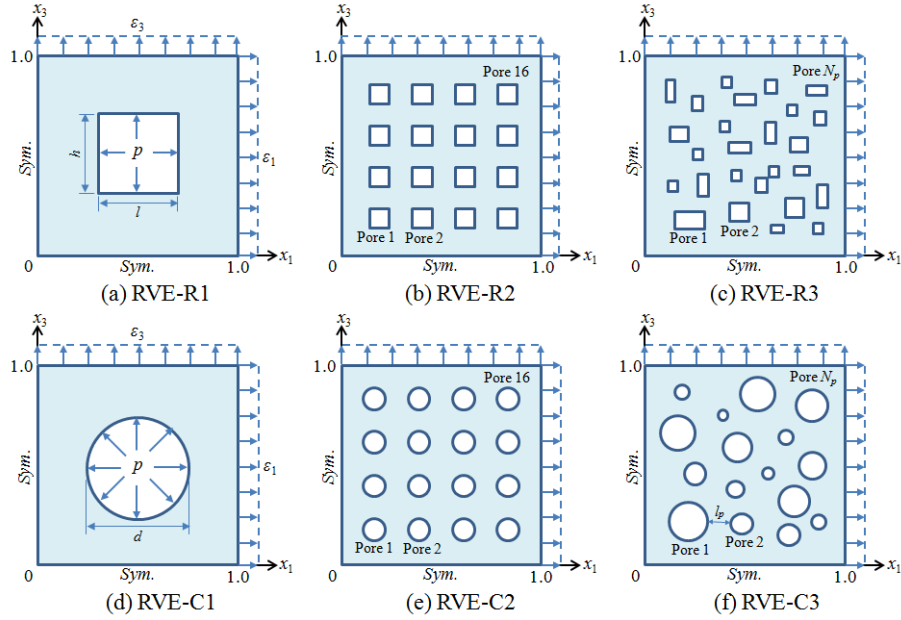 x3
ε3
1.0
Sym.
h
p
l
ε1
0
Sym.
1.0
x1
(a) RVE-R1
x3
1.0
Pore 16
Sym.
Pore 1
Pore 2
0
Sym.
1.0
x1
(b) RVE-R2
x3
1.0
Pore Np
Sym.
Pore 1
Pore 2
0
Sym.
1.0
x1
(c) RVE-R3
x3
ε3
1.0
Sym.
p
d
ε1
0
Sym.
1.0
x1
(d) RVE-C1
x3
1.0
Pore 16
Sym.
Pore 1
Pore 2
0
Sym.
1.0
x1
(e) RVE-C2
x3
1.0
Pore Np
Sym.
lp
Pore 1
Pore 2
0
Sym.
1.0
x1
(f) RVE-C3